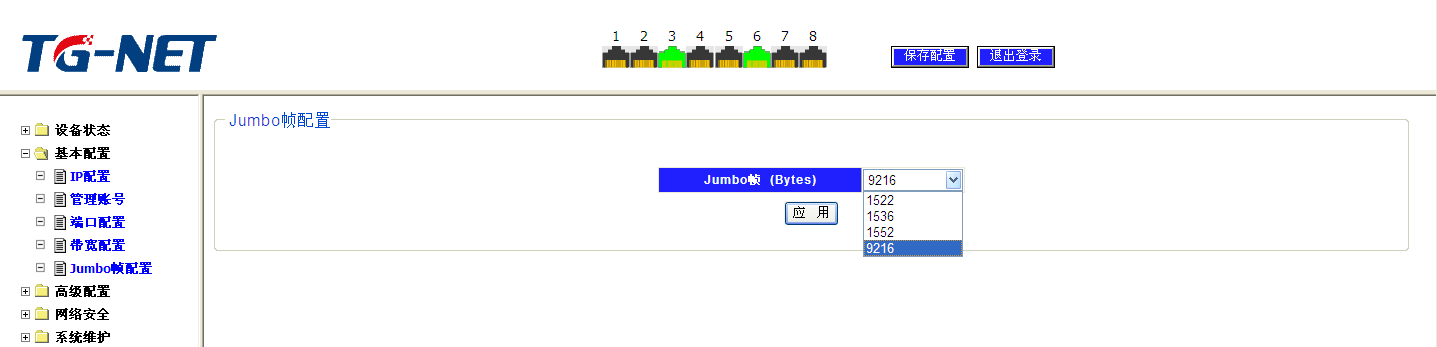 TG-NET
1 2 3 4 5 6 7 8
保存配置 退出登录
设备状态
基本配置
IP配置
管理账号
端口配置
带宽配置
Jumbo帧配置
高级配置
网络安全
系统维护
Jumbo帧配置
Jumbo帧 (Bytes) 9216
1522
1536
1552
9216
应 用